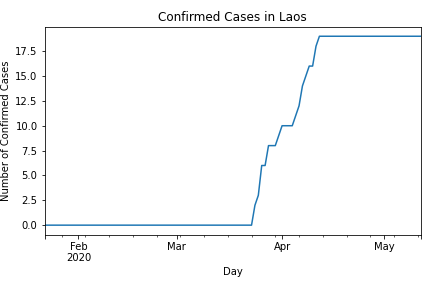 Confirmed Cases in Laos
Number of Confirmed Cases
17.5
15.0
12.5
10.0
7.5
5.0
2.5
0.0
Feb
2020
Mar
Apr
May
Day